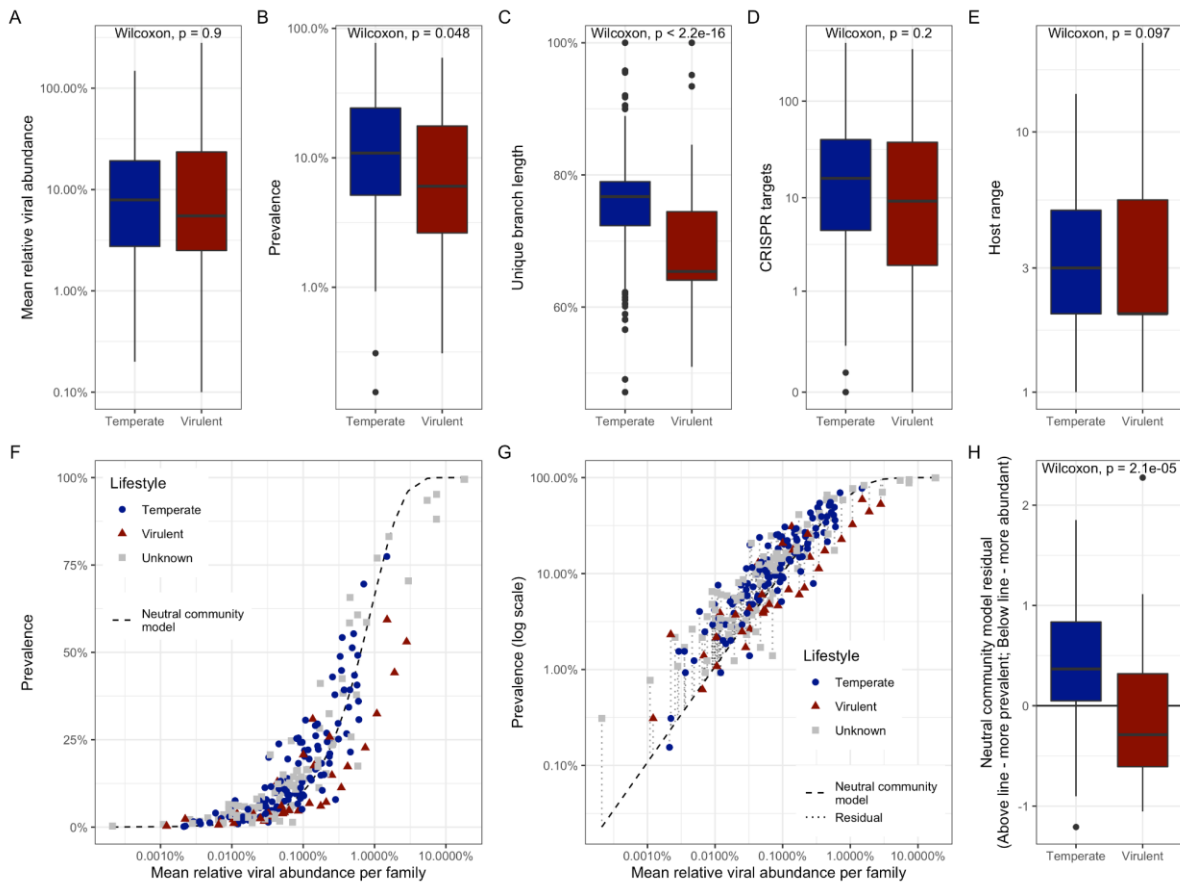 A
Wilcoxon, p = 0.9
Mean relative viral abundance
100.00%
10.00%
1.00%
0.10%
Temperate
Virulent
B
Wilcoxon, p = 0.048
Prevalence
100.0%
10.0%
1.0%
Temperate
Virulent
C
Wilcoxon, p < 2.2e-16
Unique branch length
100%
80%
60%
Temperate
Virulent
D
Wilcoxon, p = 0.2
CRISPR targets
100
10
1
0
Temperate
Virulent
E
Wilcoxon, p = 0.097
Host range
10
3
1
Temperate
Virulent
F
Prevalence
100%
75%
50%
25%
0%
Lifestyle
Temperate
Virulent
Unknown
Neutral community
model
0.0010%
0.0100%
0.1000%
1.0000%
10.0000%
Mean relative viral abundance per family
G
Prevalence (log scale)
100.00%
10.00%
1.00%
0.10%
Lifestyle
Temperate
Virulent
Unknown
Neutral community
model
Residual
0.0010%
0.0100%
0.1000%
1.0000%
10.0000%
Mean relative viral abundance per family
H
Wilcoxon, p = 2.1e-05
Neutral community model residual
(Above line - more prevalent; Below line - more abundant)
2
1
0
-1
Temperate
Virulent